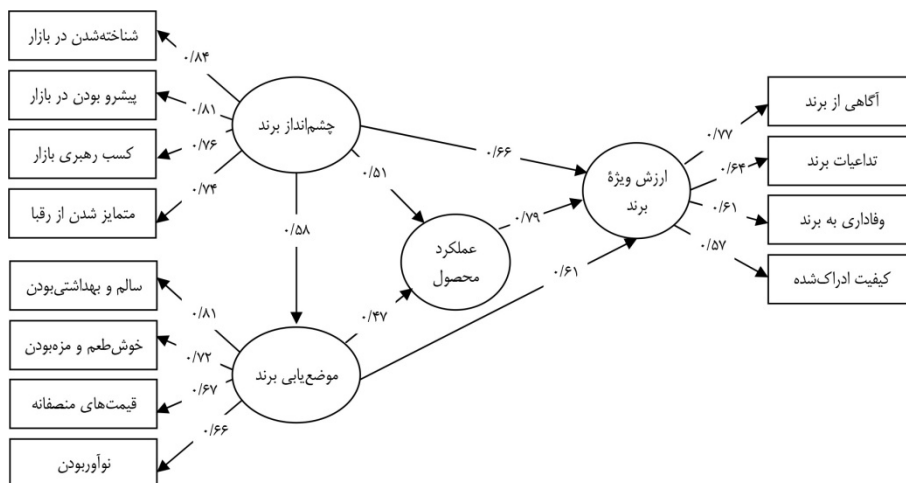 شناخته‌شدن در بازار
پیشرو بودن در بازار
کسب رهبری بازار
متمایز شدن از رقبا
۰/۸۴
۰/۸۱
۰/۷۶
۰/۷۴
چشم‌انداز برند
۰/۶۶
۰/۵۱
۰/۵۸
سالم و بهداشتی‌بودن
خوش‌طعم و مزه‌بودن
قیمت‌های منصفانه
نوآوربودن
۰/۸۱
۰/۷۲
۰/۶۷
۰/۶۶
موضع‌یابی برند
۰/۴۷
۰/۶۱
عملکرد
محصول
۰/۷۹
ارزش ویژهٔ
برند
۰/۷۷
۰/۶۴
۰/۶۱
۰/۵۷
آگاهی از برند
تداعیات برند
وفاداری به برند
کیفیت ادراک‌شده